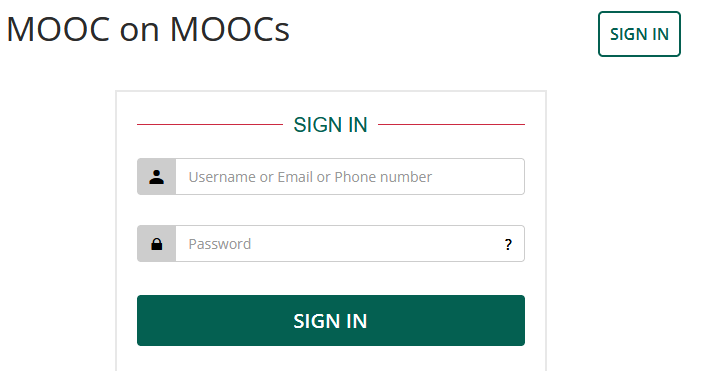 MOOC on MOOCs
SIGN IN
SIGN IN
Username or Email or Phone number
Password
?
SIGN IN